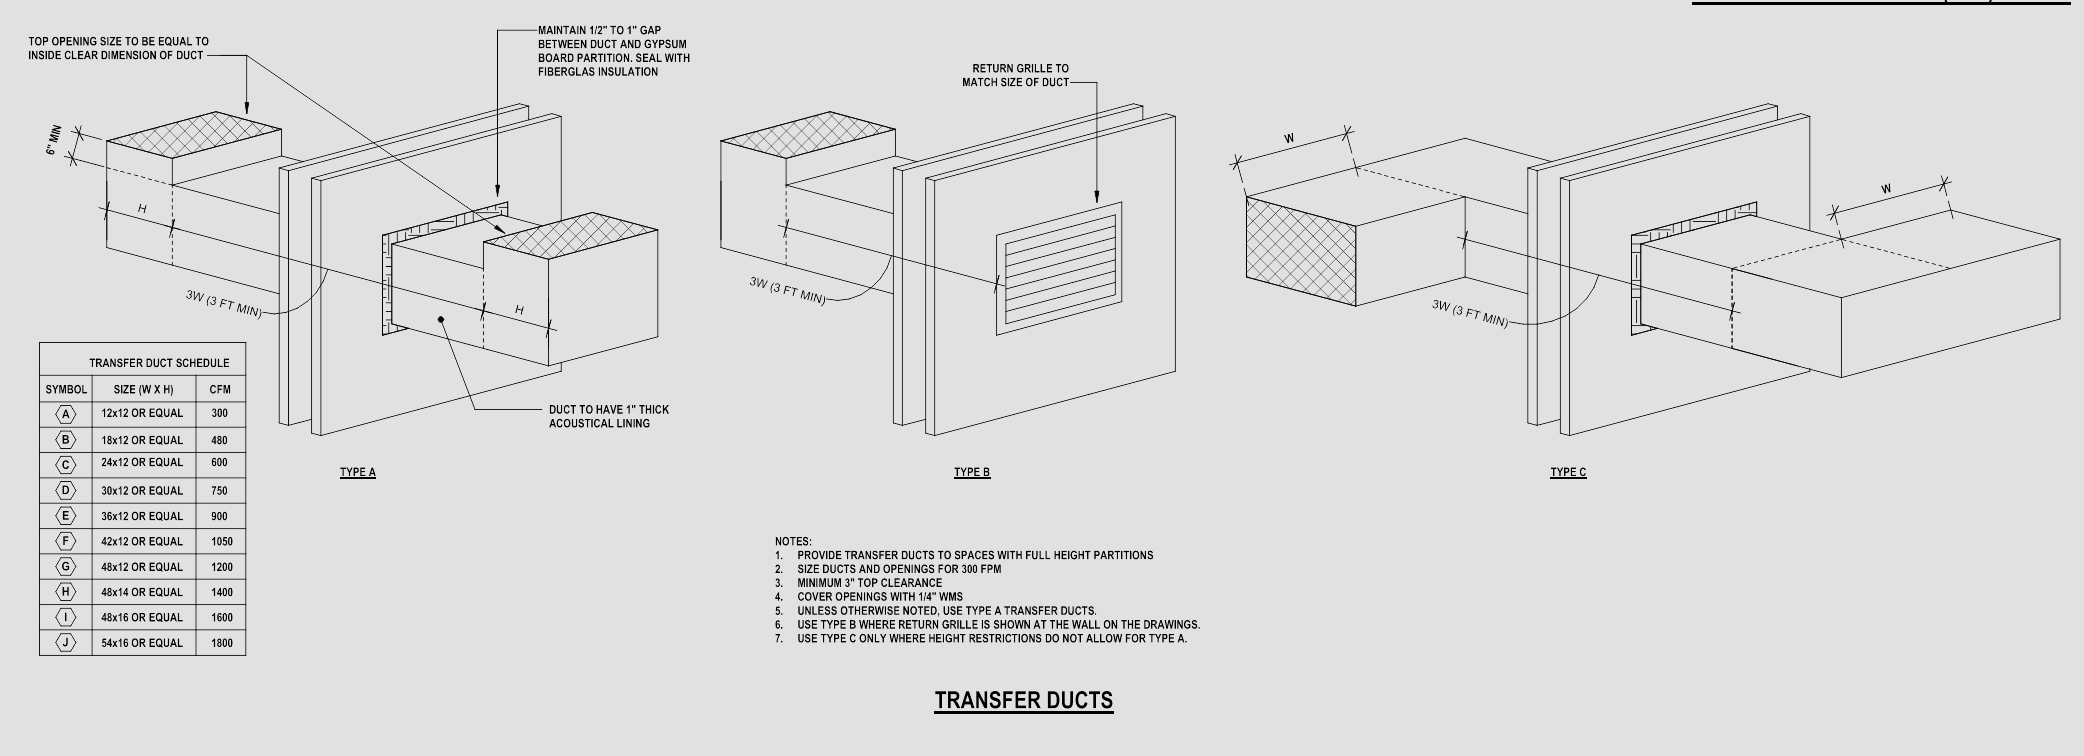 TOP OPENING SIZE TO BE EQUAL TO
INSIDE CLEAR DIMENSION OF DUCT
MAINTAIN 1/2" TO 1" GAP
BETWEEN DUCT AND GYPSUM
BOARD PARTITION. SEAL WITH
FIBERGLAS INSULATION
6" MIN
H
3W (3 FT MIN)
H
DUCT TO HAVE 1" THICK
ACOUSTICAL LINING
TYPE A
RETURN GRILLE TO
MATCH SIZE OF DUCT
3W (3 FT MIN)
TYPE B
W
W
3W (3 FT MIN)
TYPE C
TRANSFER DUCT SCHEDULE
SYMBOL SIZE (W X H) CFM
A 12x12 OR EQUAL 300
B 18x12 OR EQUAL 480
C 24x12 OR EQUAL 600
D 30x12 OR EQUAL 750
E 36x12 OR EQUAL 900
F 42x12 OR EQUAL 1050
G 48x12 OR EQUAL 1200
H 48x14 OR EQUAL 1400
I 48x16 OR EQUAL 1600
J 54x16 OR EQUAL 1800
NOTES:
1. PROVIDE TRANSFER DUCTS TO SPACES WITH FULL HEIGHT PARTITIONS
2. SIZE DUCTS AND OPENINGS FOR 300 FPM
3. MINIMUM 3" TOP CLEARANCE
4. COVER OPENINGS WITH 1/4" WMS
5. UNLESS OTHERWISE NOTED, USE TYPE A TRANSFER DUCTS.
6. USE TYPE B WHERE RETURN GRILLE IS SHOWN AT THE WALL ON THE DRAWINGS.
7. USE TYPE C ONLY WHERE HEIGHT RESTRICTIONS DO NOT ALLOW FOR TYPE A.
TRANSFER DUCTS